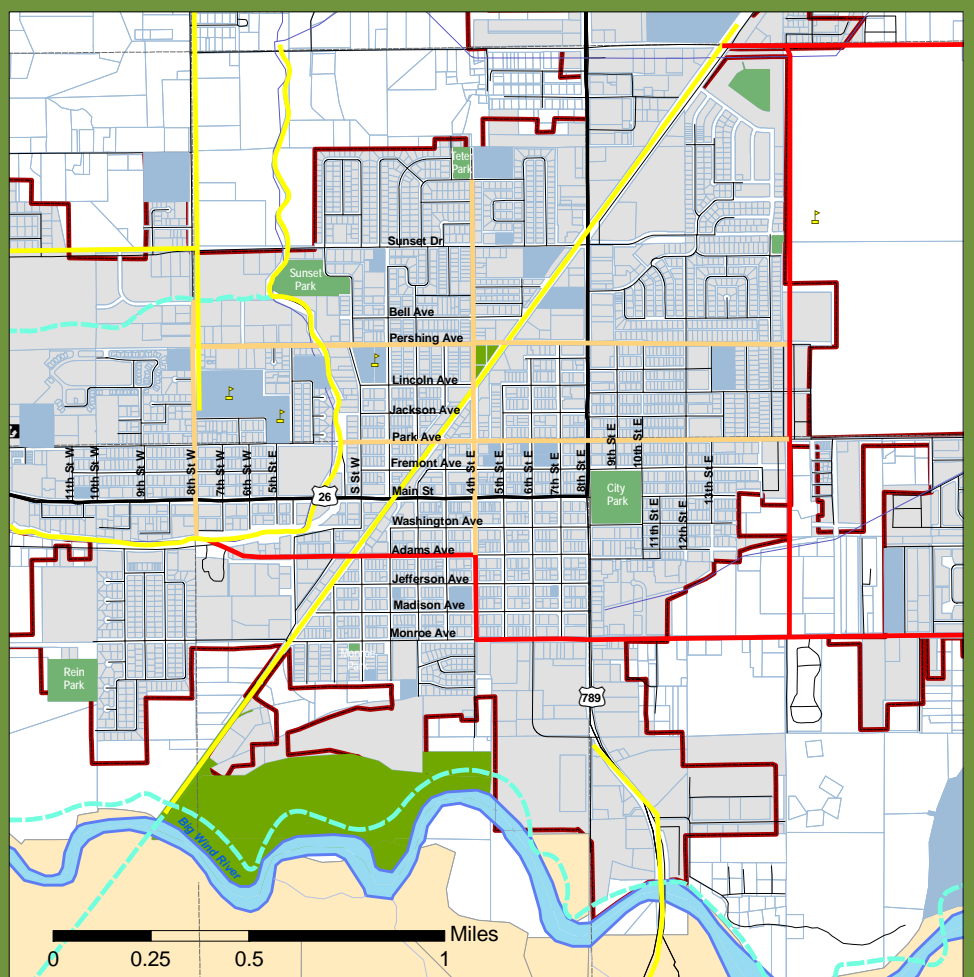 Teter
Park
Sunset Dr
Sunset
Park
Bell Ave
Pershing Ave
Lincoln Ave
Jackson Ave
Park Ave
Fremont Ave
Main St
Washington Ave
Adams Ave
Jefferson Ave
Madison Ave
Monroe Ave
11th St W
10th St W
9th St W
8th St W
7th St W
6th St W
5th St E
S St W
4th St E
5th St E
6th St E
7th St E
8th St E
9th St E
10th St E
11th St E
12th St E
13th St E
26
City
Park
Rein
Park
789
Big Wind River
Miles
0 0.25 0.5 1